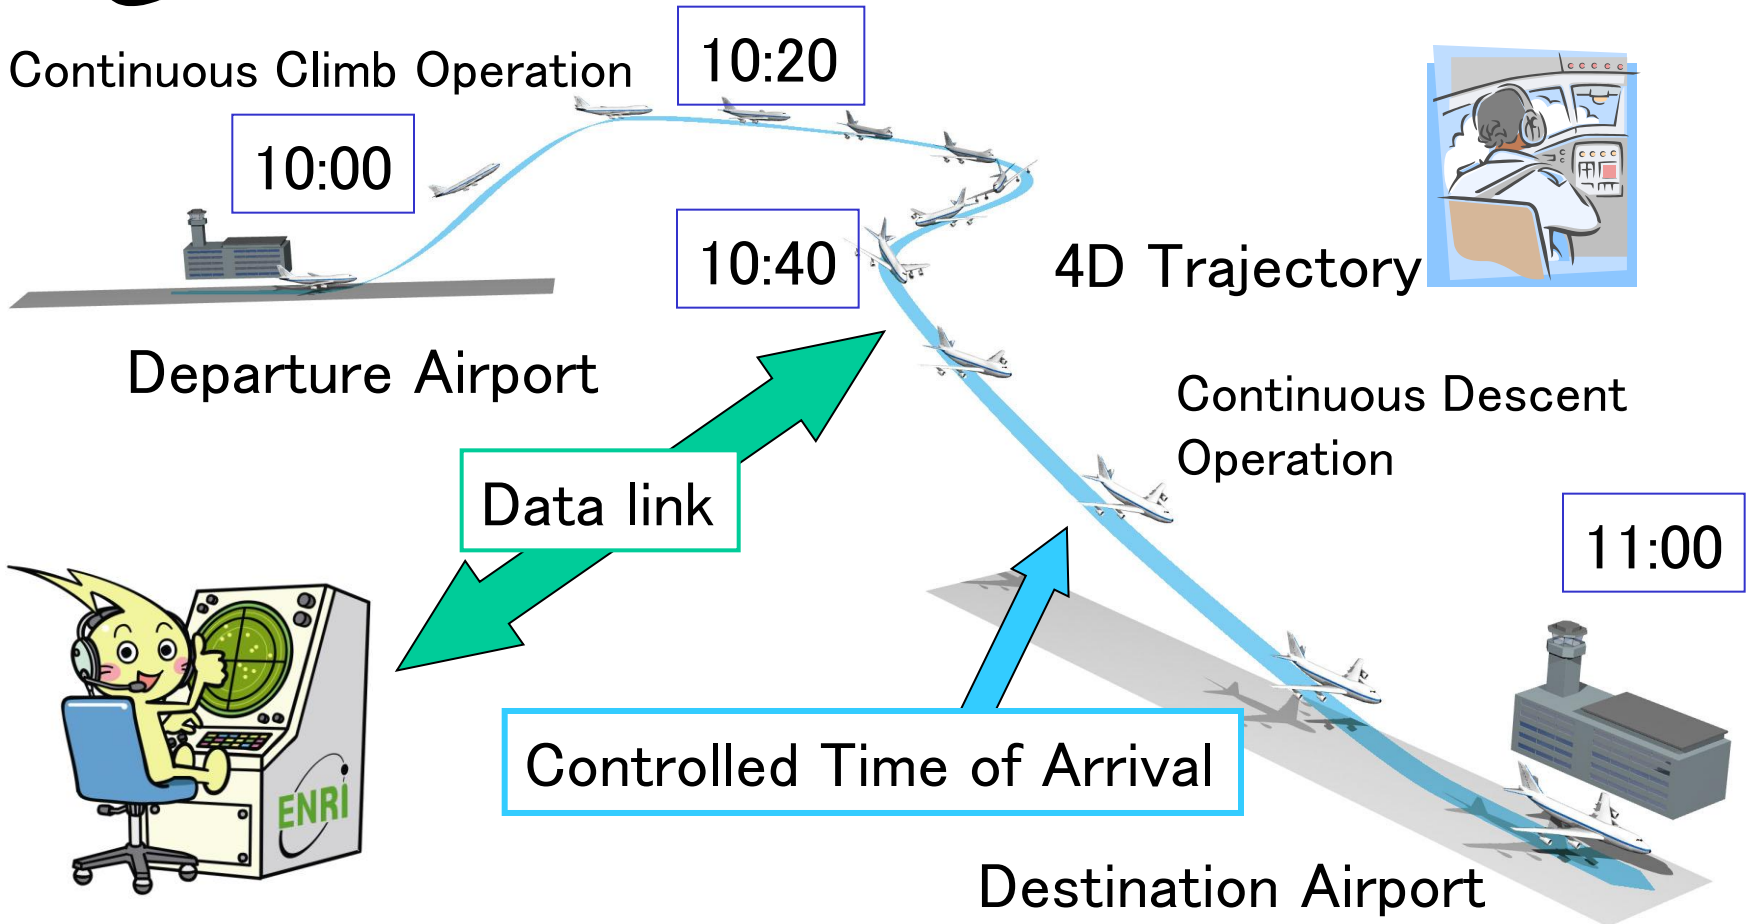 Continuous Climb Operation
10:20
10:00
10:40
4D Trajectory
Departure Airport
Continuous Descent
Operation
Data link
11:00
Controlled Time of Arrival
ENRI
Destination Airport